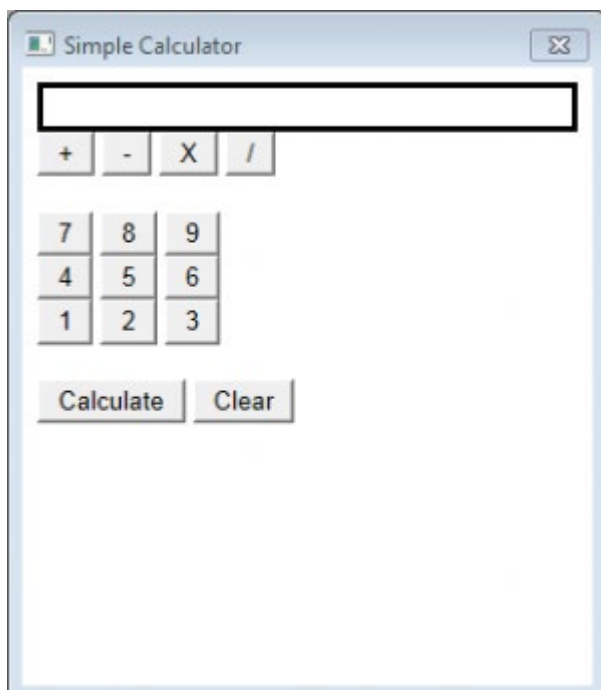 Simple Calculator
+ - X /
7 8 9
4 5 6
1 2 3
Calculate Clear